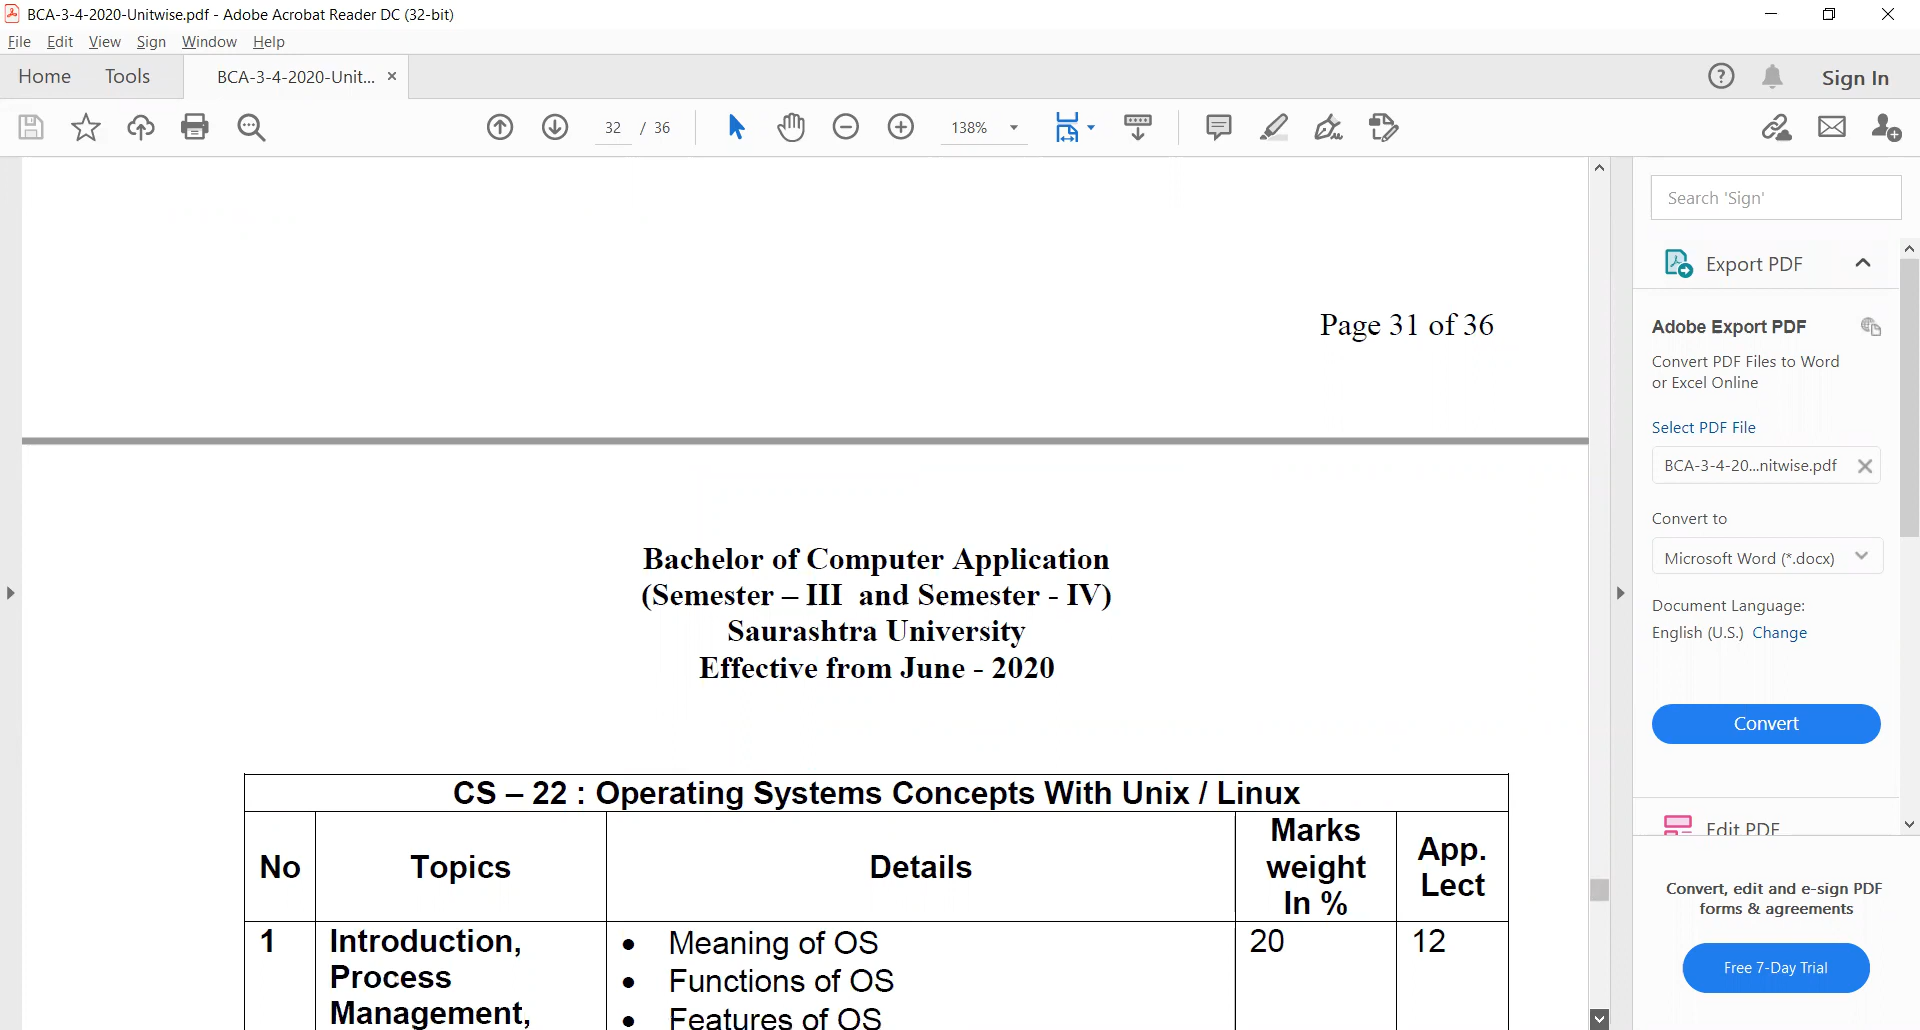 BCA-3-4-2020-Unitwise.pdf - Adobe Acrobat Reader DC (32-bit)
File Edit View Sign Window Help
Home Tools BCA-3-4-2020-Unit... × Sign In
32 / 36 138%
Search 'Sign'
Export PDF
Adobe Export PDF
Convert PDF Files to Word
or Excel Online
Select PDF File
BCA-3-4-20...nitwise.pdf
Convert to
Microsoft Word (*.docx)
Document Language:
English (U.S.) Change
Convert
Edit PDF
Convert, edit and e-sign PDF
forms & agreements
Free 7-Day Trial
Page 31 of 36
Bachelor of Computer Application
(Semester – III and Semester - IV)
Saurashtra University
Effective from June - 2020
CS – 22 : Operating Systems Concepts With Unix / Linux
No Topics Details Marks weight In % App. Lect
1 Introduction, Process Management, 20 12
• Meaning of OS
• Functions of OS
• Features of OS